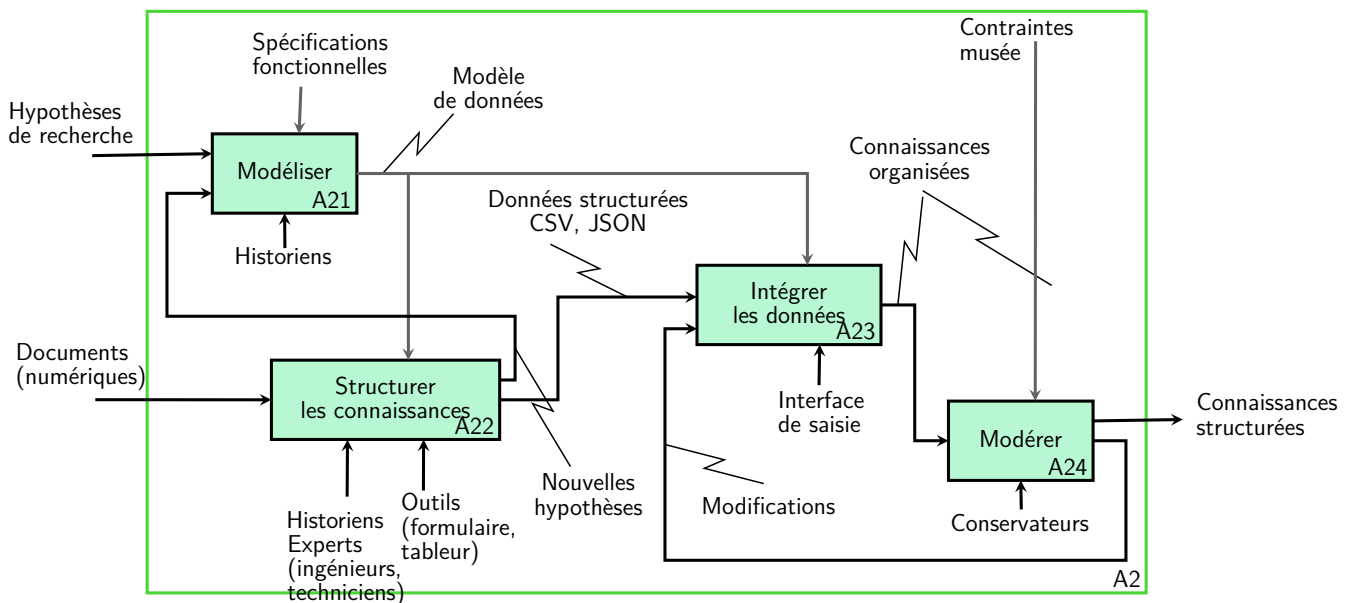 Spécifications
fonctionnelles
Contraintes
musée
Modèle
de données
Hypothèses
de recherche
Modéliser
A21
Connaissances
organisées
Données structurées
CSV, JSON
Historiens
Intégrer
les données
A23
Documents
(numériques)
Structurer
les connaissances
A22
Interface
de saisie
Connaissances
structurées
Modérer
A24
Nouvelles
hypothèses
Outils
(formulaire,
tableur)
Modifications
Historiens
Experts
(ingénieurs,
techniciens)
Conservateurs
A2